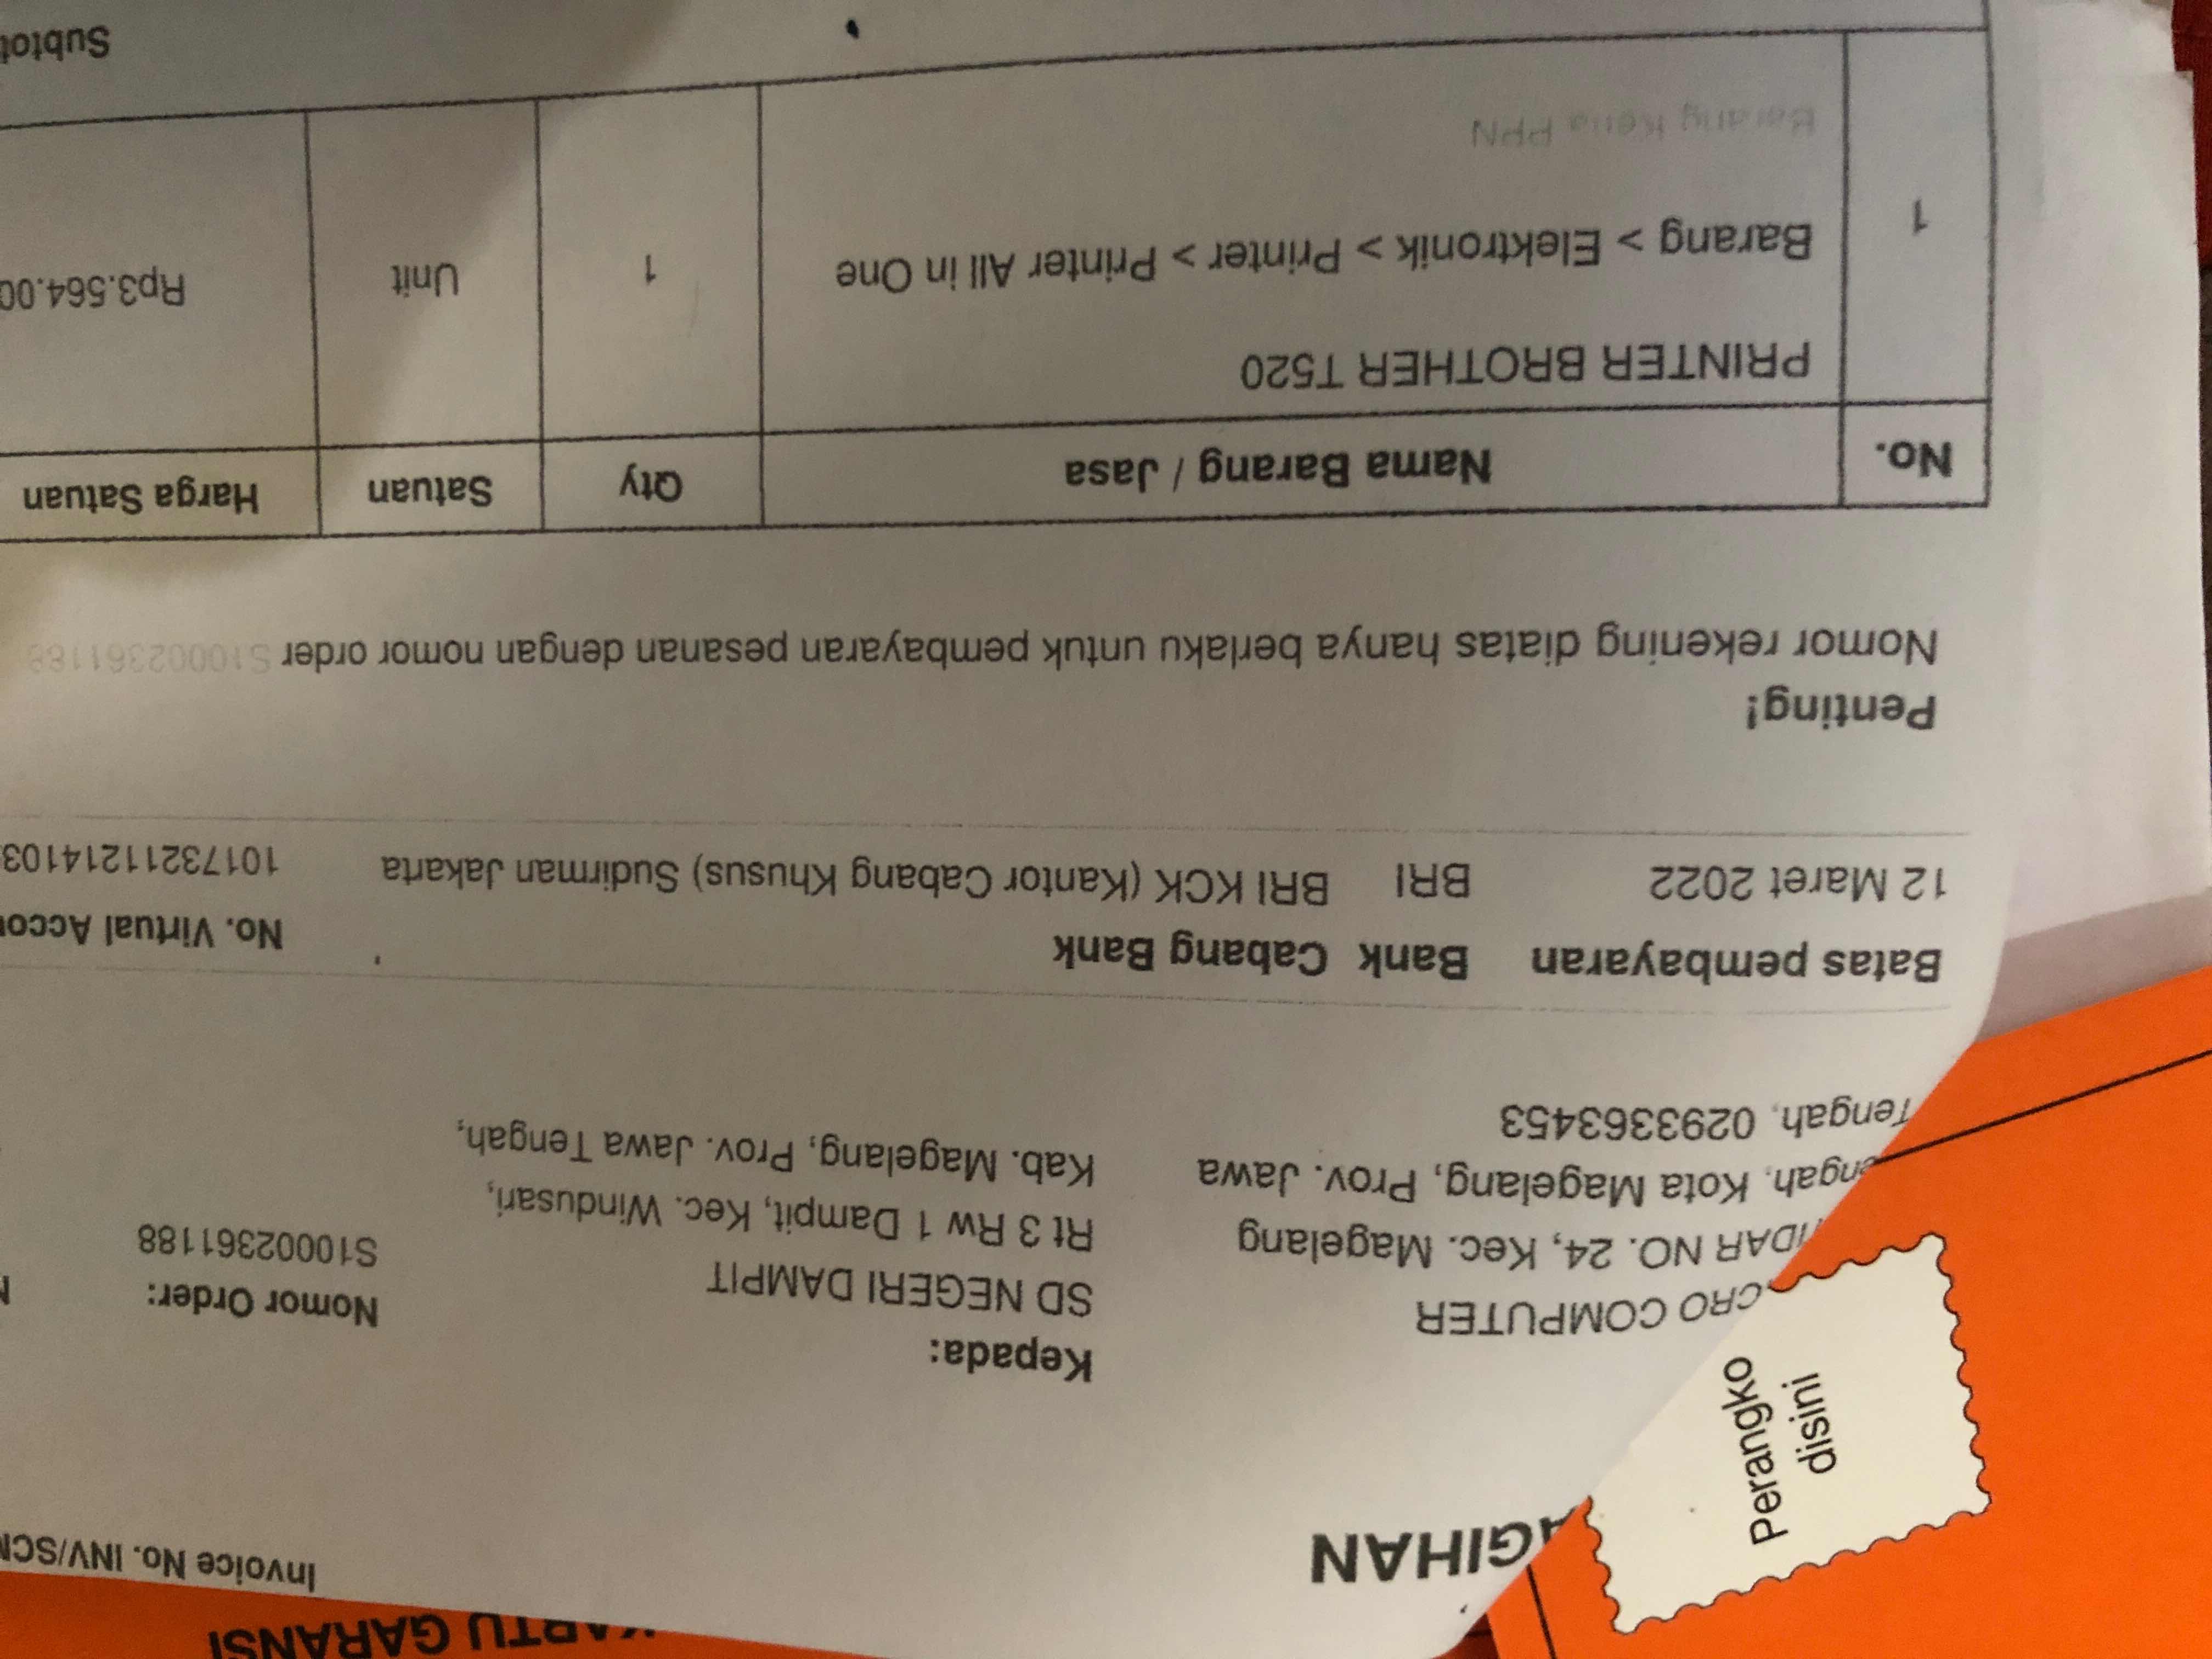 KARTU GARANSI
Invoice No. INV/SCN
AGIHAN
Perangko
disini
Kepada:
CRO COMPUTER
SD NEGERI DAMPIT
Nomor Order:
IDAR NO. 24, Kec. Magelang
Rt 3 Rw 1 Dampit, Kec. Windusari,
S10002361188
engah, Kota Magelang, Prov. Jawa
Kab. Magelang, Prov. Jawa Tengah,
Tengah, 0293363453
Batas pembayaran Bank Cabang Bank No. Virtual Accou
12 Maret 2022 BRI BRI KCK (Kantor Cabang Khusus) Sudirman Jakarta 10173211214103
Penting!
Nomor rekening diatas hanya berlaku untuk pembayaran pesanan dengan nomor order S10002361188
No. Nama Barang / Jasa Qty Satuan Harga Satuan
PRINTER BROTHER T520
1 Barang > Elektronik > Printer > Printer All in One 1 Unit Rp3.564.00
Barang Kena PPN
Subtot